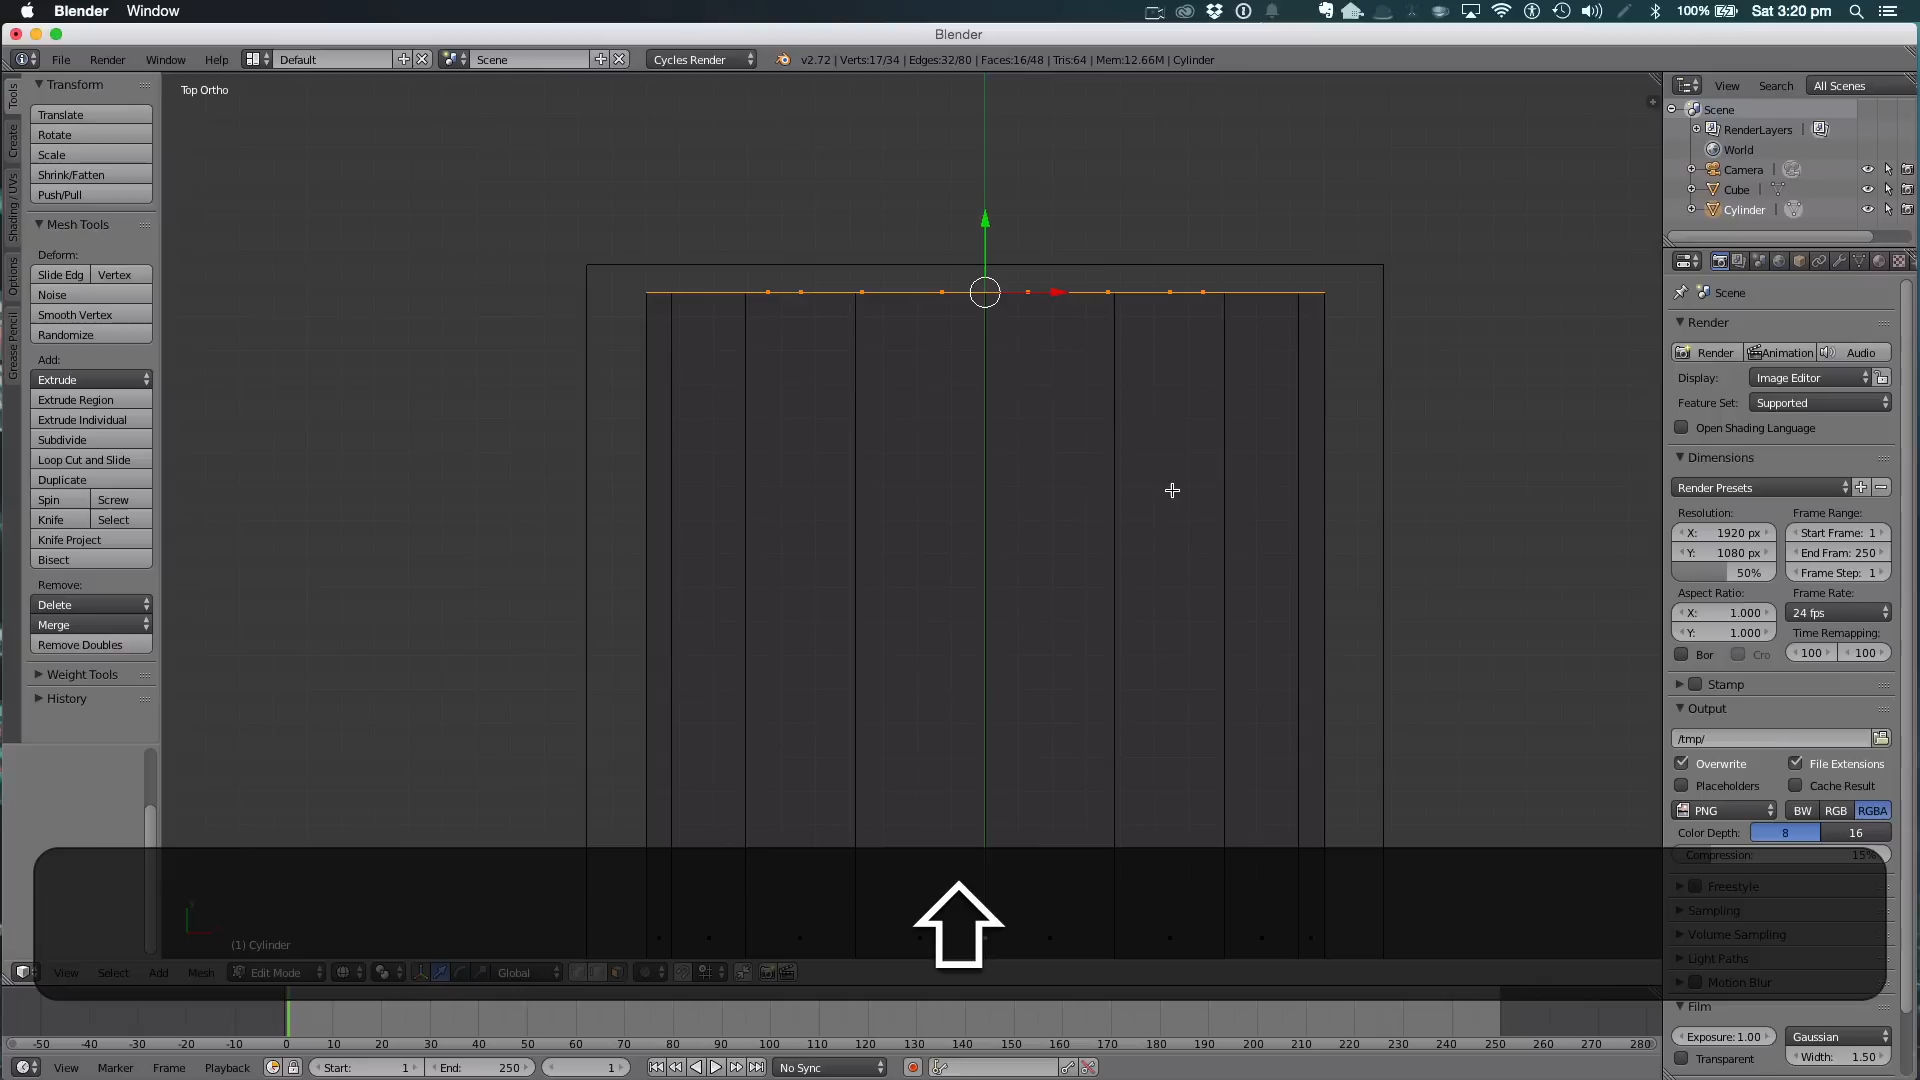 Blender Window 100% Sat 3:20 pm
Blender
File Render Window Help Default Scene Cycles Render v2.72 | Verts:17/34 | Edges:32/80 | Faces:16/48 | Tris:64 | Mem:12.66M | Cylinder
Tools
Create
Shading / UVs
Options
Grease Pencil
Transform
Translate
Rotate
Scale
Shrink/Fatten
Push/Pull
Mesh Tools
Deform:
Slide Edg Vertex
Noise
Smooth Vertex
Randomize
Add:
Extrude
Extrude Region
Extrude Individual
Subdivide
Loop Cut and Slide
Duplicate
Spin Screw
Knife Select
Knife Project
Bisect
Remove:
Delete
Merge
Remove Doubles
Weight Tools
History
Top Ortho
(1) Cylinder
View Select Add Mesh Edit Mode Global
View Search All Scenes
Scene
RenderLayers
World
Camera
Cube
Cylinder
Scene
Render
Render Animation Audio
Display: Image Editor
Feature Set: Supported
Open Shading Language
Dimensions
Render Presets
Resolution: Frame Range:
X: 1920 px Start Frame: 1
Y: 1080 px End Fram: 250
50% Frame Step: 1
Aspect Ratio: Frame Rate:
X: 1.000 24 fps
Y: 1.000 Time Remapping:
Bor Cro 100 100
Stamp
Output
/tmp/
Overwrite File Extensions
Placeholders Cache Result
PNG BW RGB RGBA
Color Depth: 8 16
Compression: 15%
Freestyle
Sampling
Volume Sampling
Light Paths
Motion Blur
Film
Exposure: 1.00 Gaussian
Transparent Width: 1.50
-50 -40 -30 -20 -10 0 10 20 30 40 50 60 70 80 90 100 110 120 130 140 150 160 170 180 190 200 210 220 230 240 250 260 270 280
View Marker Frame Playback Start: 1 End: 250 1 No Sync